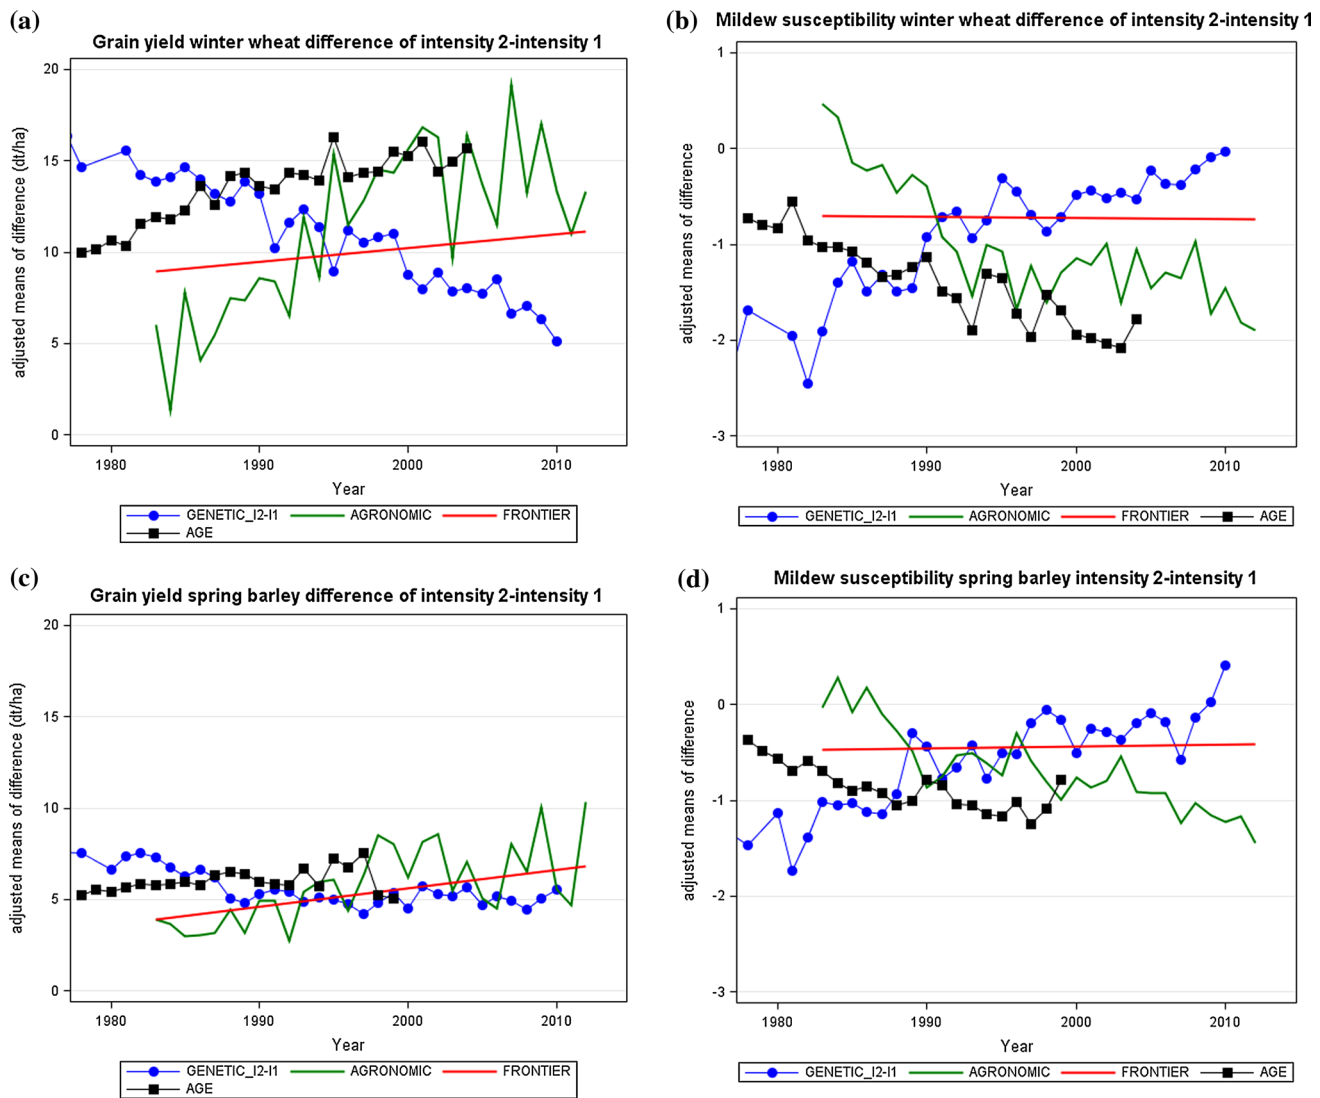 (a)
Grain yield winter wheat difference of intensity 2-intensity 1
adjusted means of difference (dt/ha)
20
15
10
5
0
1980 1990 2000 2010
Year
GENETIC_I2-I1 AGRONOMIC FRONTIER
AGE
(b)
Mildew susceptibility winter wheat difference of intensity 2-intensity 1
adjusted means of difference
1
0
-1
-2
-3
1980 1990 2000 2010
Year
GENETIC_I2-I1 AGRONOMIC FRONTIER AGE
(c)
Grain yield spring barley difference of intensity 2-intensity 1
adjusted means of difference (dt/ha)
20
15
10
5
0
1980 1990 2000 2010
Year
GENETIC_I2-I1 AGRONOMIC FRONTIER
AGE
(d)
Mildew susceptibility spring barley intensity 2-intensity 1
adjusted means of difference
1
0
-1
-2
-3
1980 1990 2000 2010
Year
GENETIC_I2-I1 AGRONOMIC FRONTIER AGE